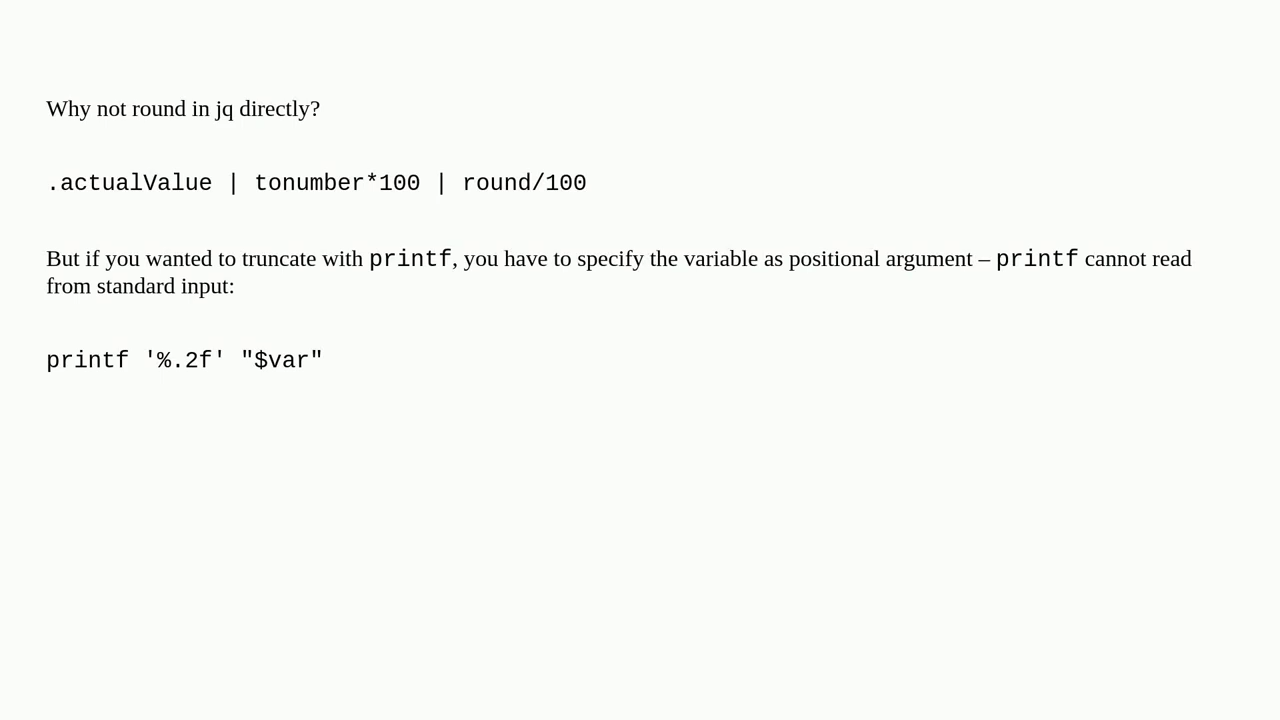 Why not round in jq directly?
.actualValue | tonumber*100 | round/100
But if you wanted to truncate with printf, you have to specify the variable as positional argument – printf cannot read
from standard input:
printf '%.2f' "$var"